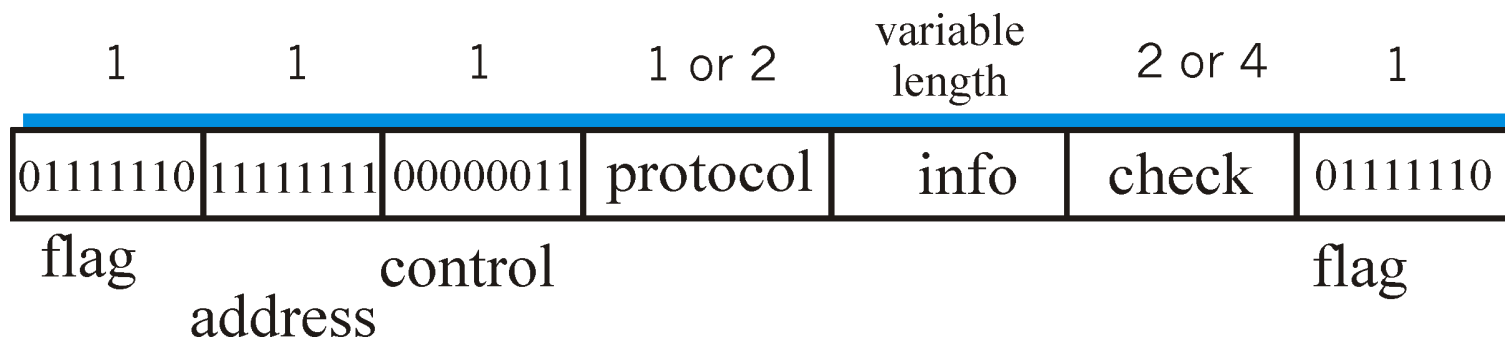 variable
1 1 1 1 or 2 length 2 or 4 1
01111110 11111111 00000011 protocol info check 01111110
flag control flag
address